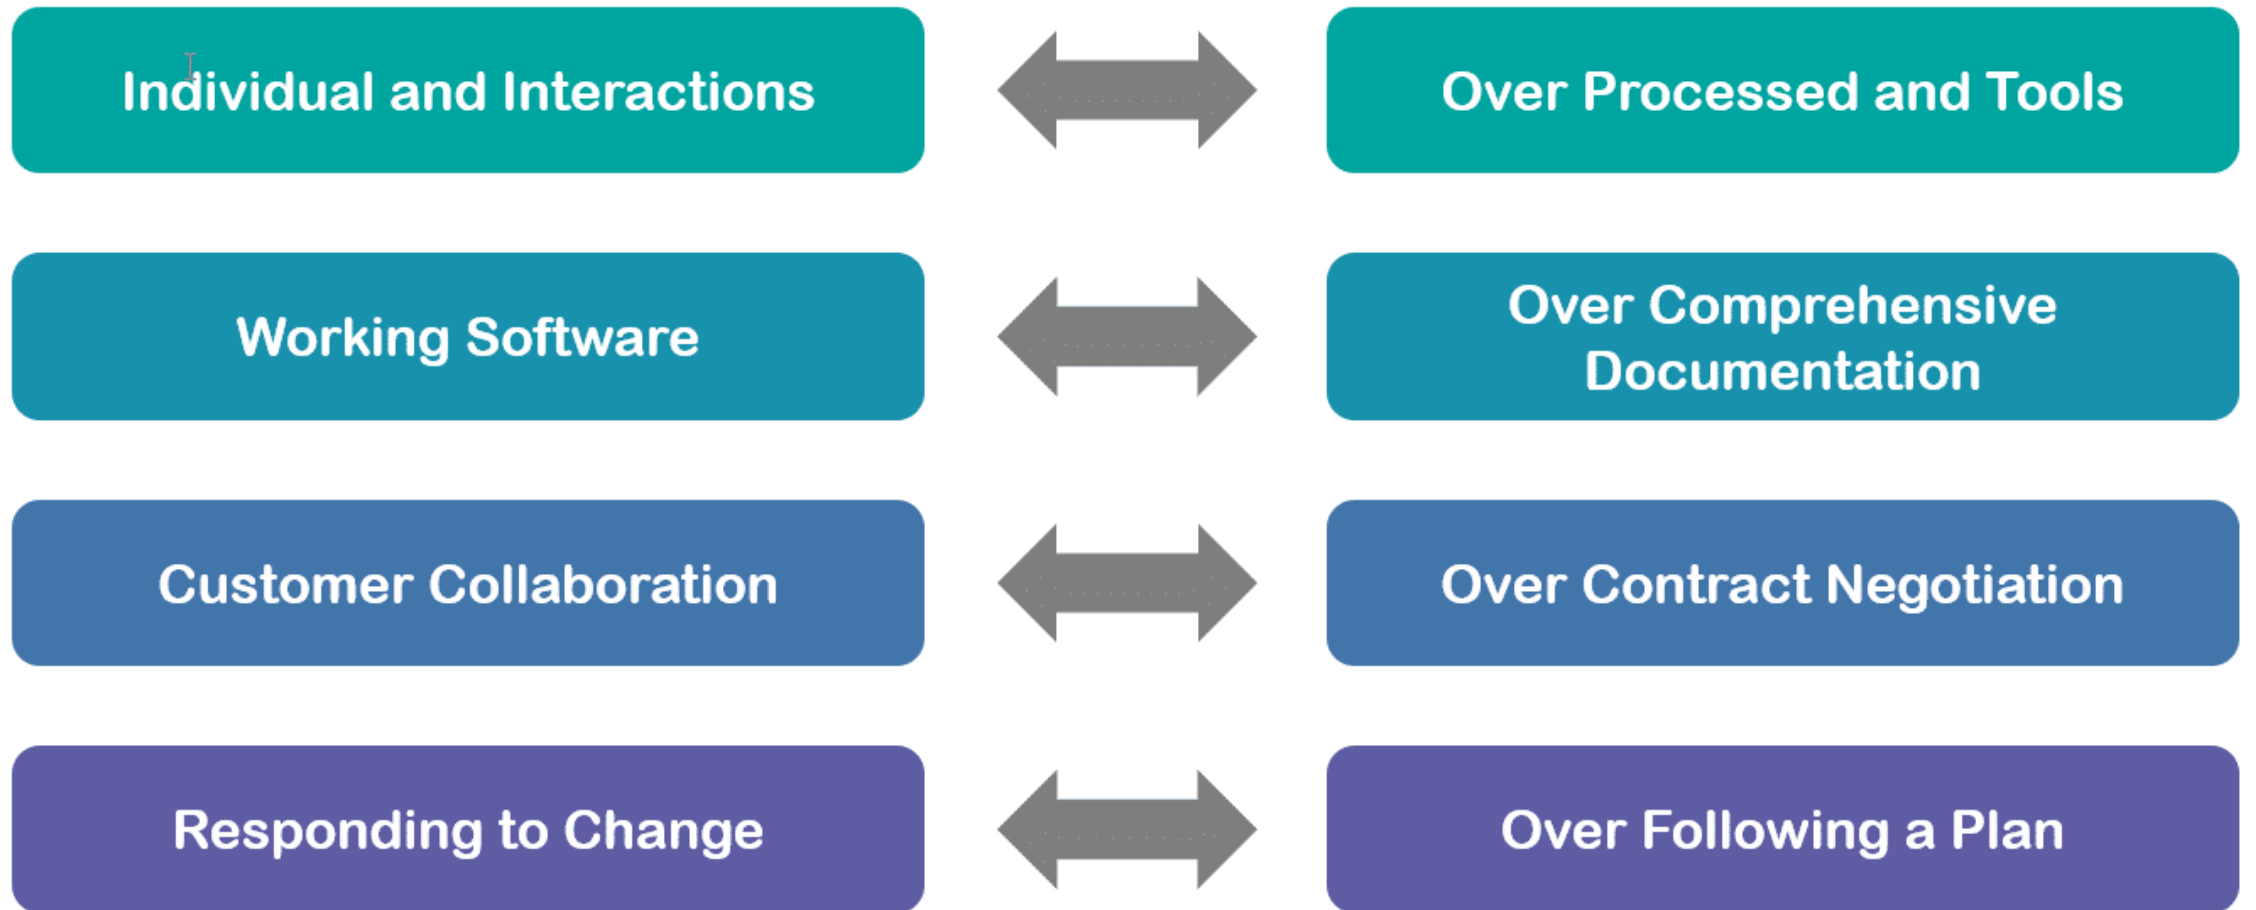 Individual and Interactions
Over Processed and Tools
Working Software
Over Comprehensive
Documentation
Customer Collaboration
Over Contract Negotiation
Responding to Change
Over Following a Plan